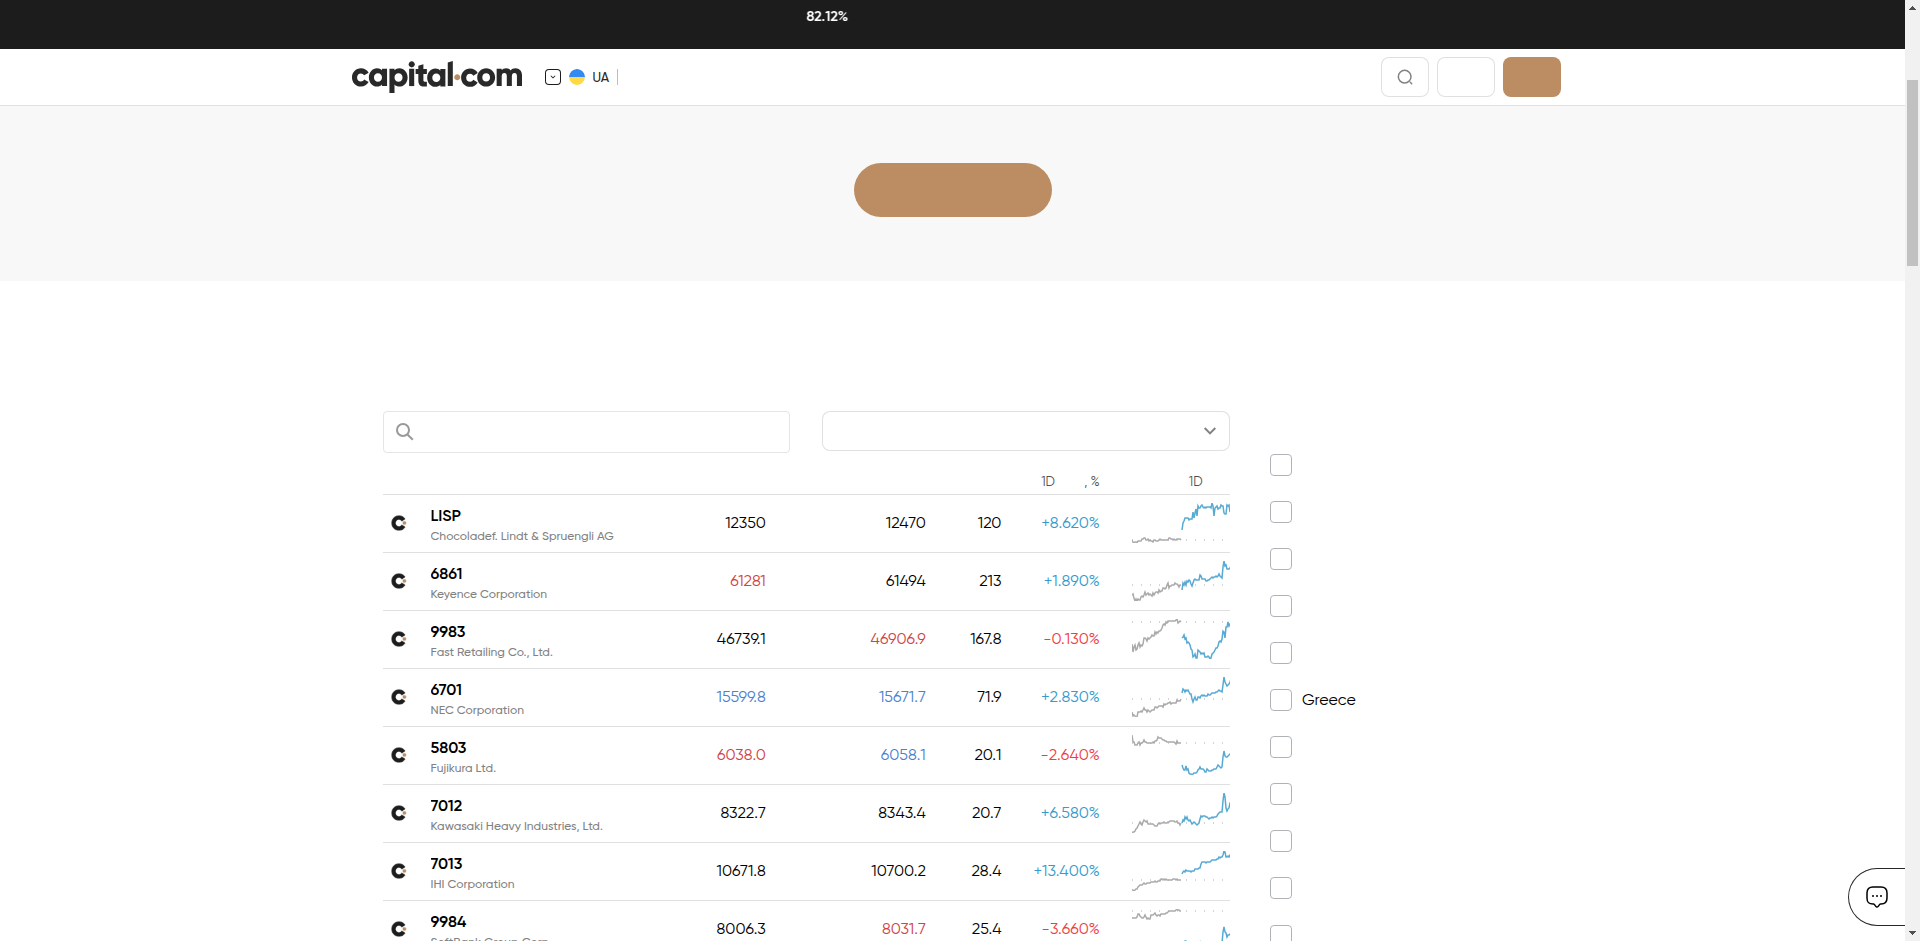 82.12%
capital.com
UA
1D , % 1D
LISP 12350 12470 120 +8.620%
Chocoladef. Lindt & Spruengli AG
6861 61281 61494 213 +1.890%
Keyence Corporation
9983 46739.1 46906.9 167.8 -0.130%
Fast Retailing Co., Ltd.
6701 15599.8 15671.7 71.9 +2.830%
NEC Corporation
Greece
5803 6038.0 6058.1 20.1 -2.640%
Fujikura Ltd.
7012 8322.7 8343.4 20.7 +6.580%
Kawasaki Heavy Industries, Ltd.
7013 10671.8 10700.2 28.4 +13.400%
IHI Corporation
9984 8006.3 8031.7 25.4 -3.660%